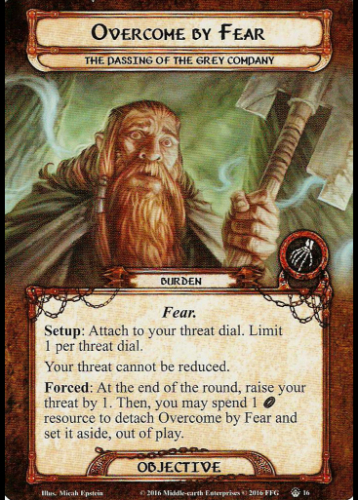 Overcome by Fear
The Passing of the Grey Company
Burden
Fear.
Setup: Attach to your threat dial. Limit
1 per threat dial.
Your threat cannot be reduced.
Forced: At the end of the round, raise your
threat by 1. Then, you may spend 1
resource to detach Overcome by Fear and
set it aside, out of play.
Objective
Illus. Micah Epstein © 2016 Middle-earth Enterprises © 2016 FFG 16